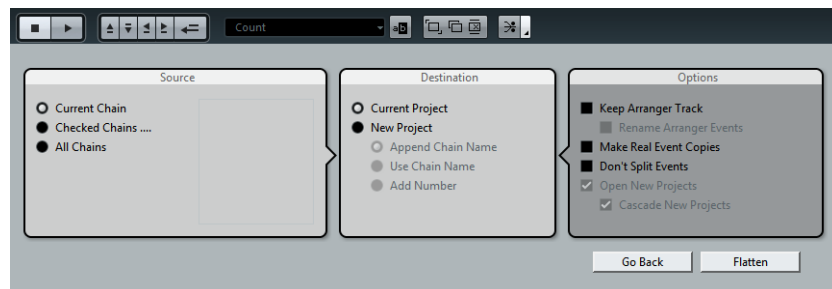 Count
ab
Source
Current Chain
Checked Chains ....
All Chains
Destination
Current Project
New Project
Append Chain Name
Use Chain Name
Add Number
Options
Keep Arranger Track
Rename Arranger Events
Make Real Event Copies
Don't Split Events
Open New Projects
Cascade New Projects
Go Back
Flatten